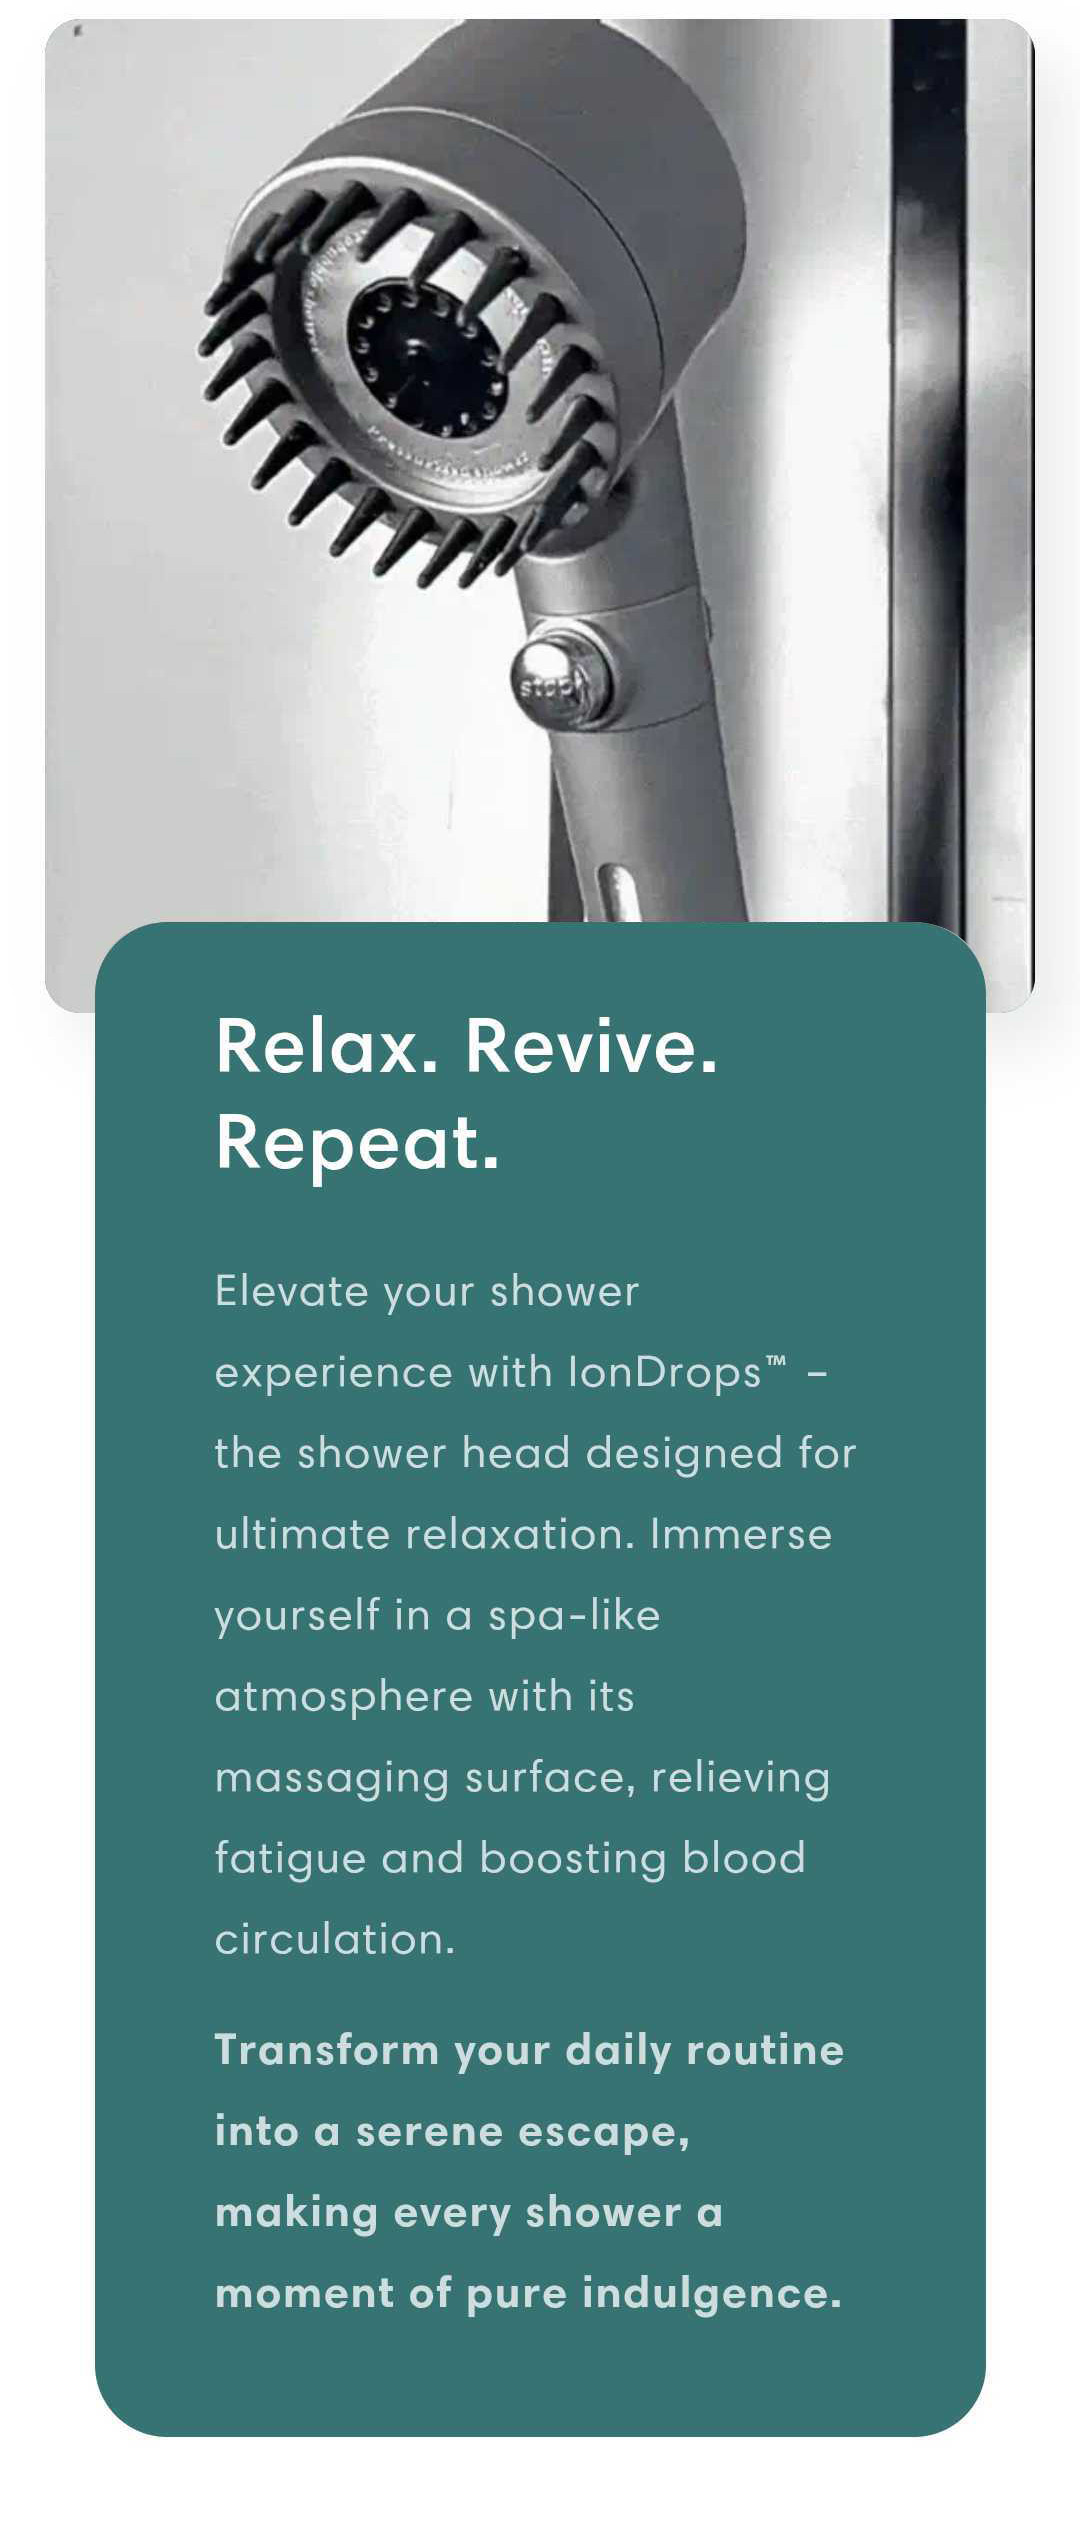 stop
Relax. Revive.
Repeat.
Elevate your shower
experience with IonDrops™ –
the shower head designed for
ultimate relaxation. Immerse
yourself in a spa-like
atmosphere with its
massaging surface, relieving
fatigue and boosting blood
circulation.
Transform your daily routine
into a serene escape,
making every shower a
moment of pure indulgence.